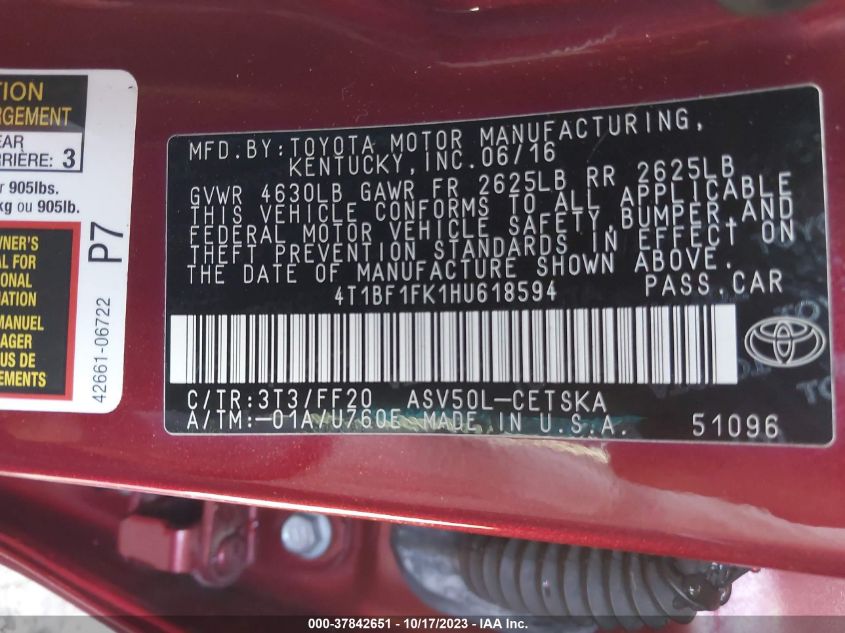 TION
RGEMENT
EAR
RRIÈRE: 3
r 905lbs.
kg ou 905lb.
WNER'S
AL FOR
IONAL
MATION
MANUEL
AGER
US DE
EMENTS
P7
42661-06722
MFD.BY:TOYOTA MOTOR MANUFACTURING,
KENTUCKY,INC.06/16
GVWR 4630LB GAWR FR 2625LB RR 2625LB
THIS VEHICLE CONFORMS TO ALL APPLICABLE
FEDERAL MOTOR VEHICLE SAFETY,BUMPER,AND
THEFT PREVENTION STANDARDS IN EFFECT ON
THE DATE OF MANUFACTURE SHOWN ABOVE.
4T1BF1FK1HU618594 PASS.CAR
C/TR:3T3/FF20 ASV50L-CETSKA
A/TM:-01A/U760E MADE IN U.S.A. 51096
000-37842651 - 10/17/2023 - IAA Inc.